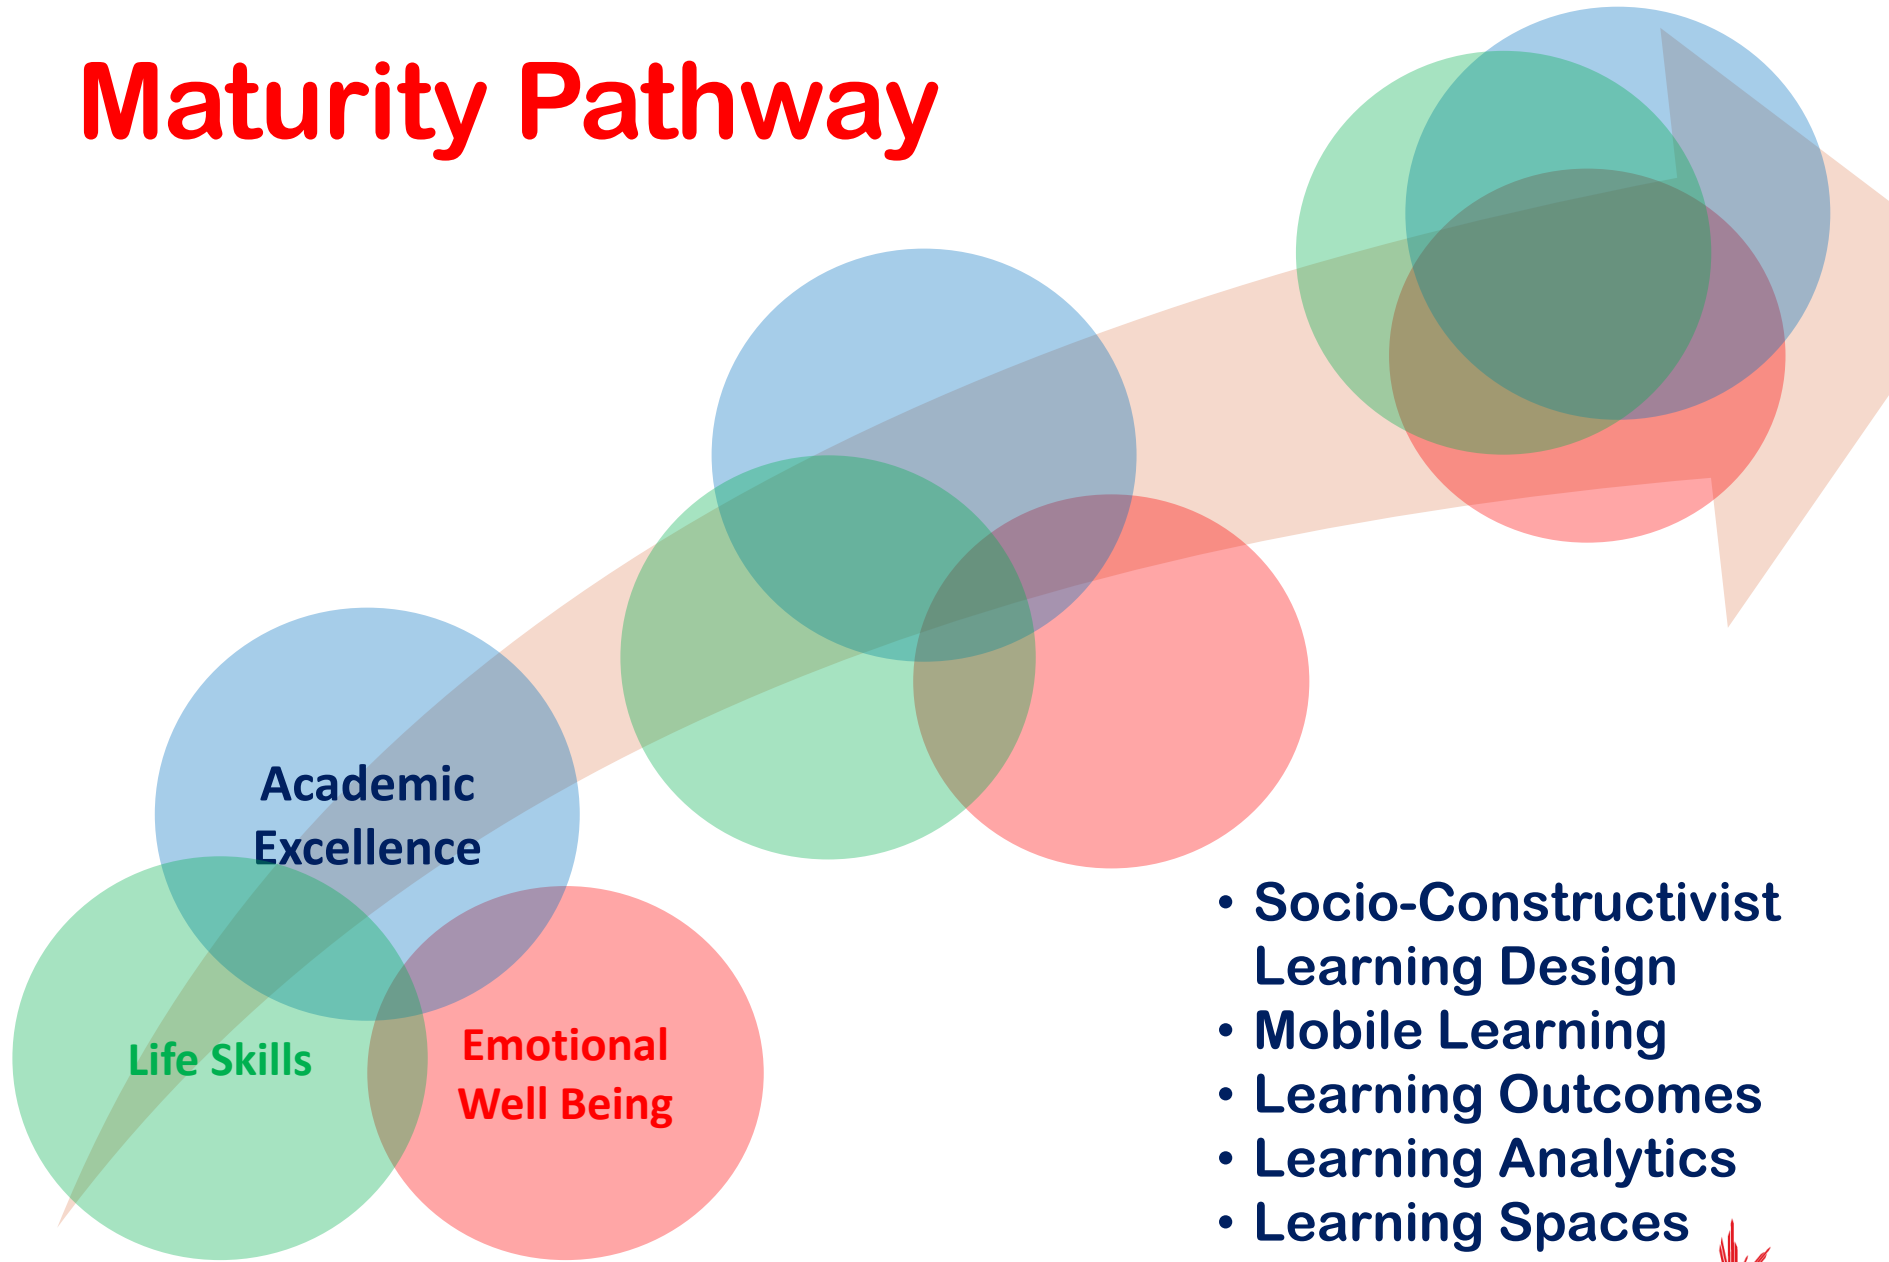 Maturity Pathway
Academic
Excellence
Life Skills
Emotional
Well Being
• Socio-Constructivist
Learning Design
• Mobile Learning
• Learning Outcomes
• Learning Analytics
• Learning Spaces